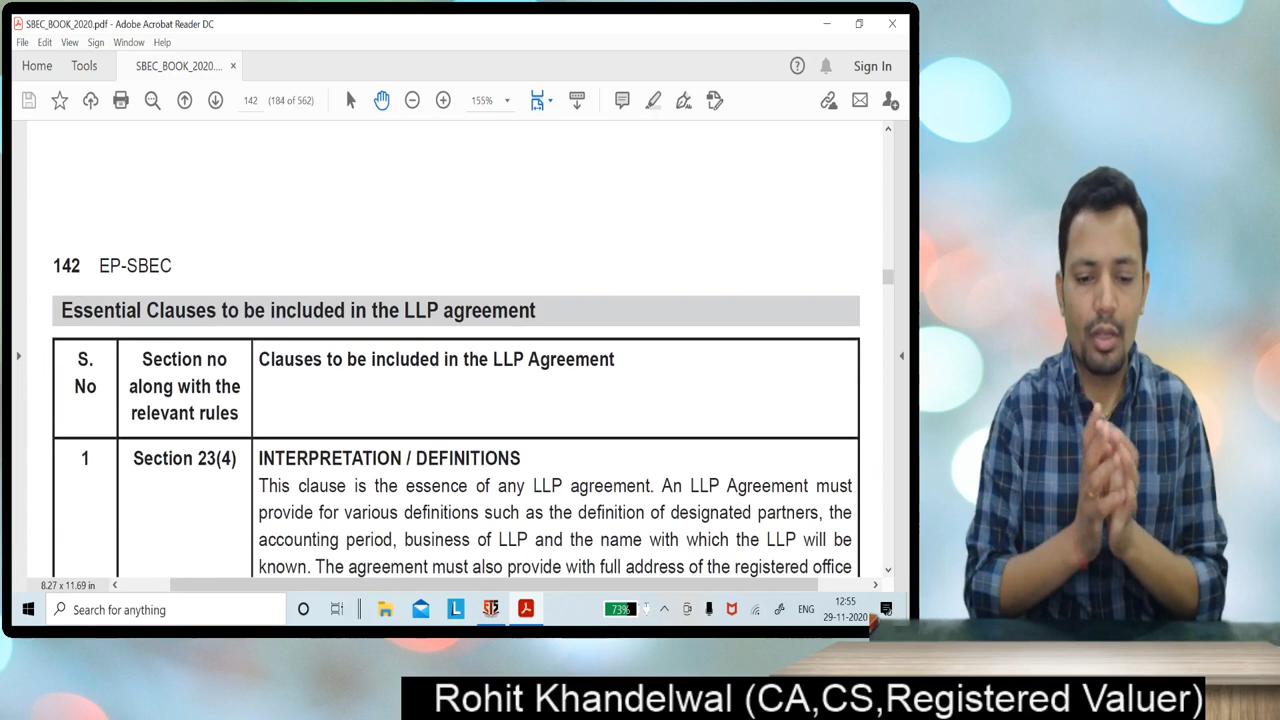 SBEC_BOOK_2020.pdf - Adobe Acrobat Reader DC
File Edit View Sign Window Help
Home Tools SBEC_BOOK_2020.... × ? Sign In
142 (184 of 562) 155%
142 EP-SBEC
Essential Clauses to be included in the LLP agreement
S. No Section no along with the relevant rules Clauses to be included in the LLP Agreement
1 Section 23(4) INTERPRETATION / DEFINITIONS
This clause is the essence of any LLP agreement. An LLP Agreement must
provide for various definitions such as the definition of designated partners, the
accounting period, business of LLP and the name with which the LLP will be
known. The agreement must also provide with full address of the registered office
8.27 x 11.69 in
Search for anything L 73% ENG 12:55
29-11-2020
Rohit Khandelwal (CA,CS,Registered Valuer)